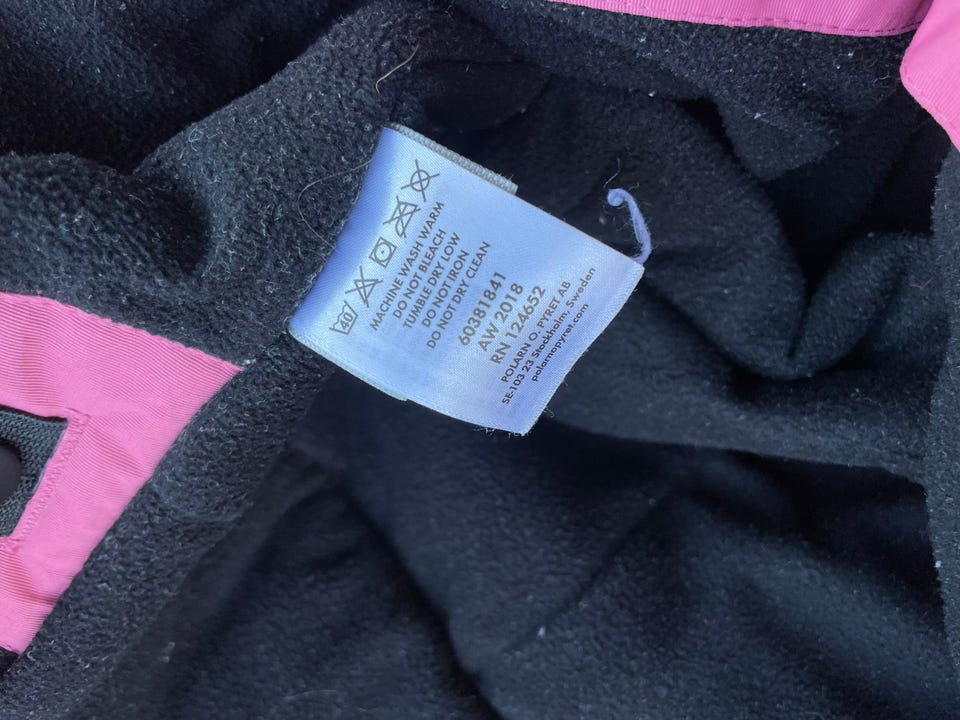 40
MACHINE WASH WARM
DO NOT BLEACH
TUMBLE DRY LOW
DO NOT IRON
DO NOT DRY CLEAN
60381841
AW 2018
RN 124652
POLARN O. PYRET AB
SE-103 23 Stockholm, Sweden
polarnopyret.com